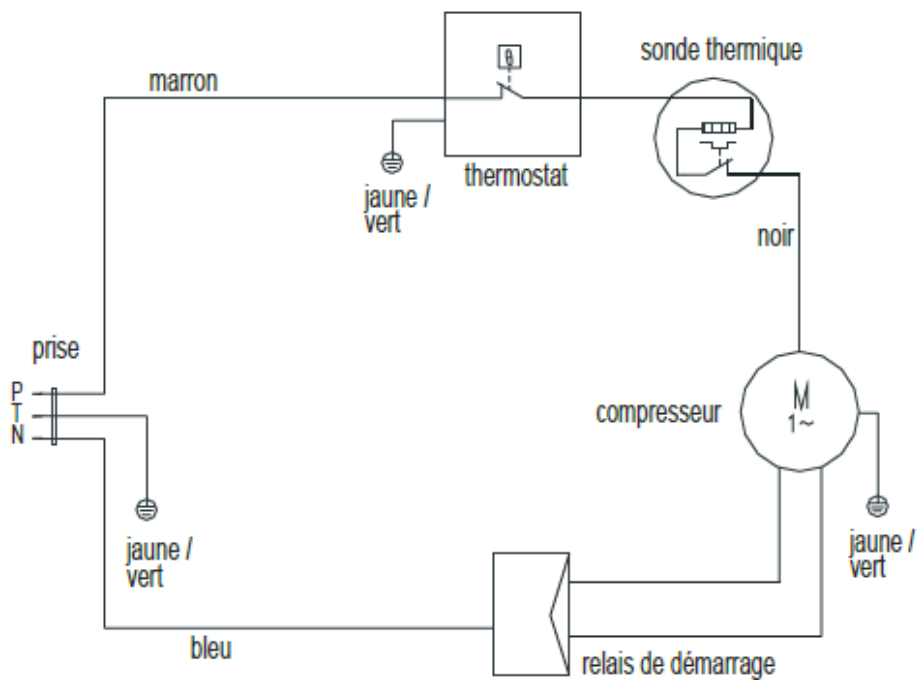 sonde thermique
θ
marron
thermostat
jaune /
vert
noir
prise
P
T
N
compresseur
M
1~
jaune /
vert
jaune /
vert
bleu
relais de démarrage